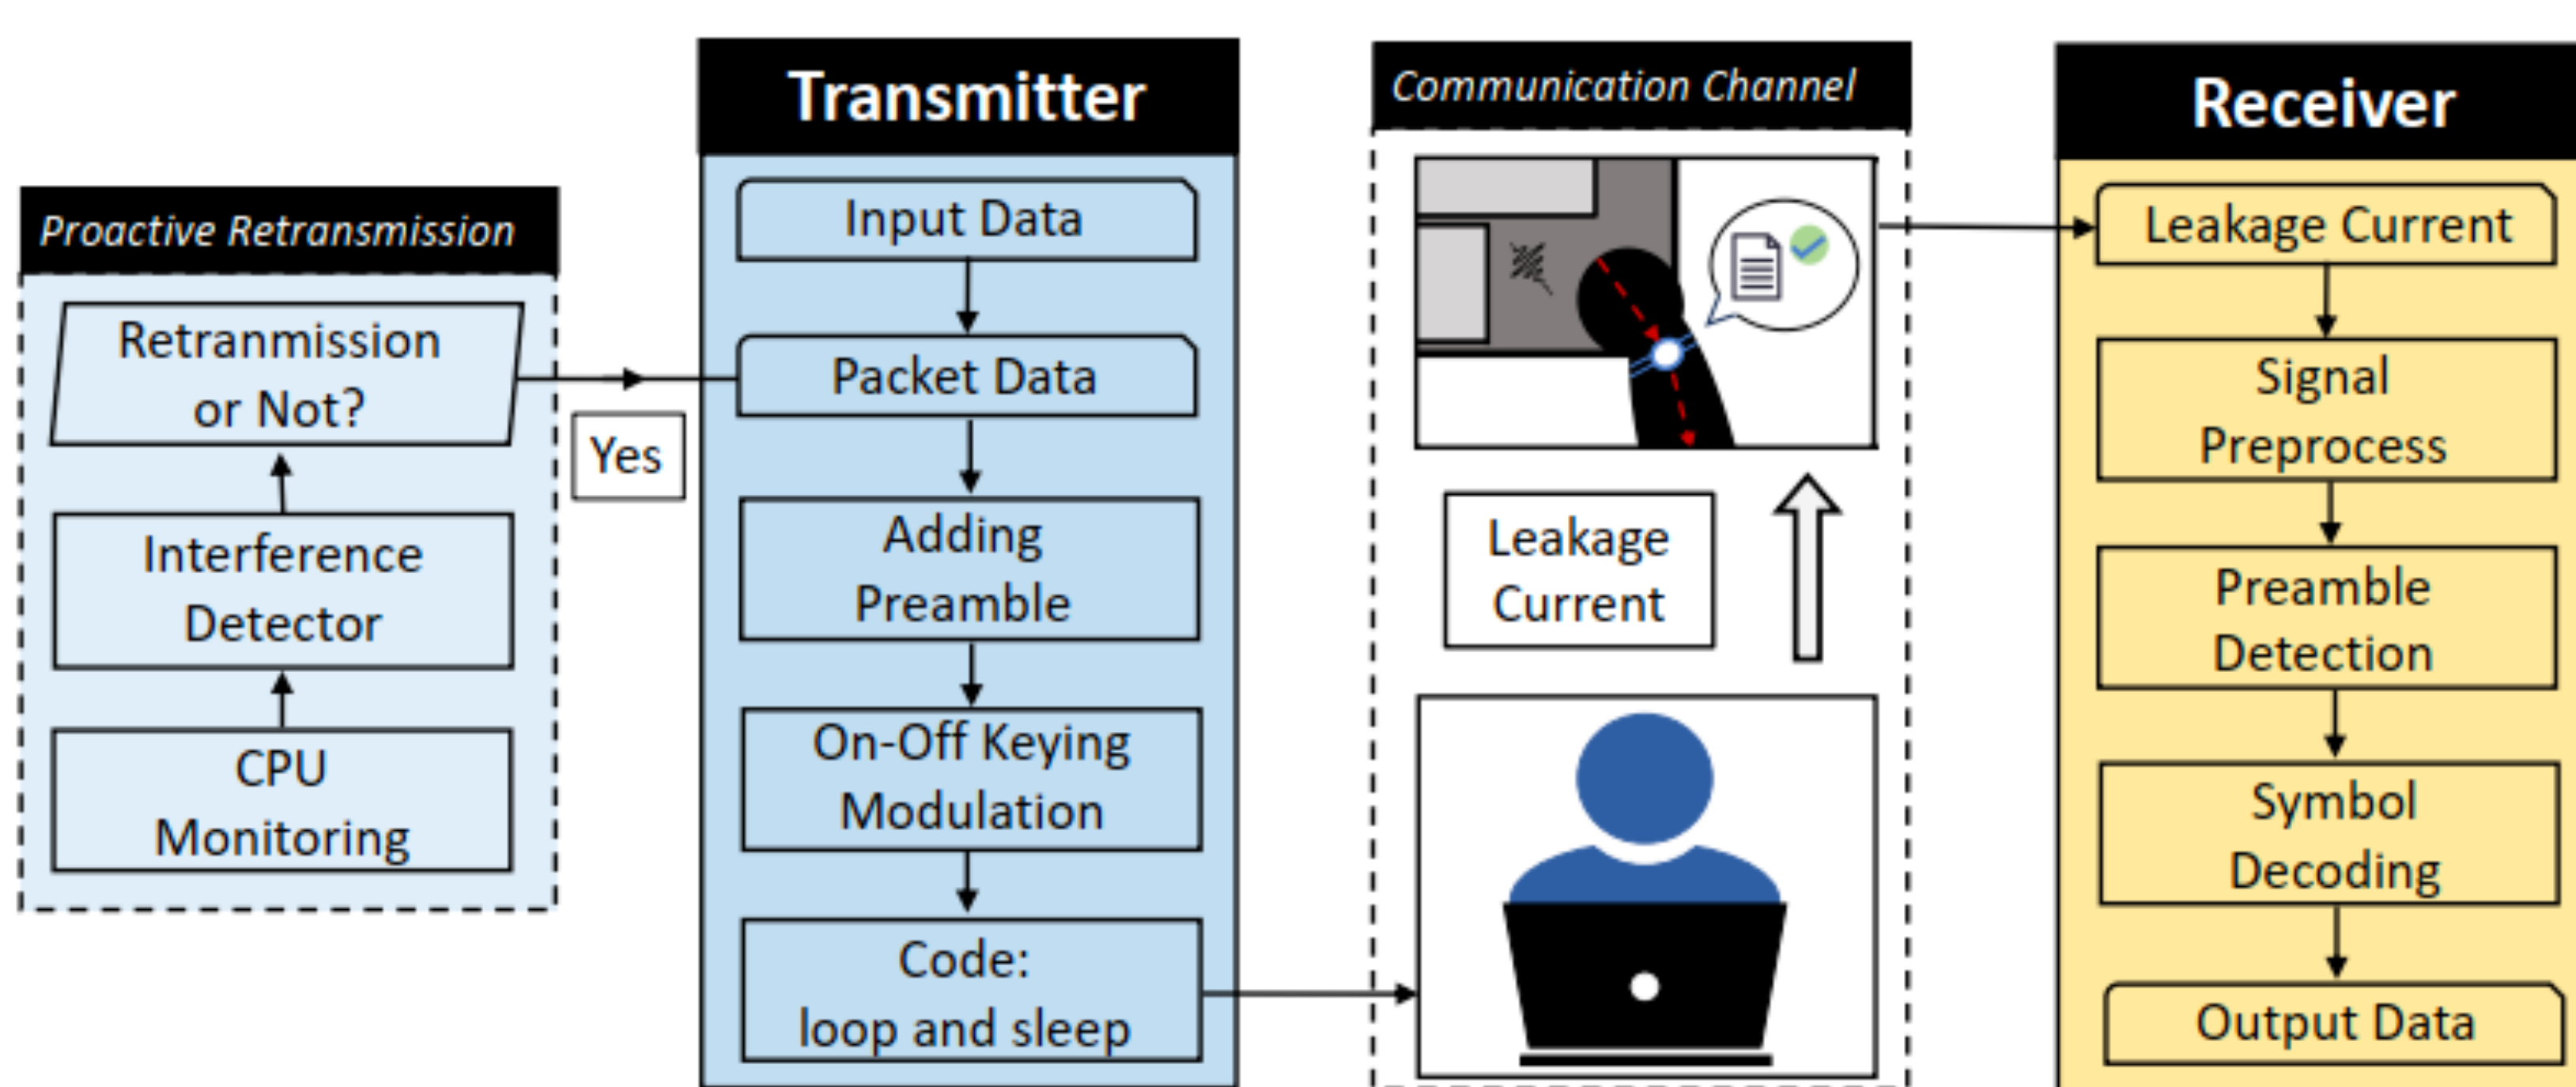 Proactive Retransmission
Retranmission
or Not?
Interference
Detector
CPU
Monitoring
Yes
Transmitter
Input Data
Packet Data
Adding
Preamble
On-Off Keying
Modulation
Code:
loop and sleep
Communication Channel
Leakage
Current
Receiver
Leakage Current
Signal
Preprocess
Preamble
Detection
Symbol
Decoding
Output Data